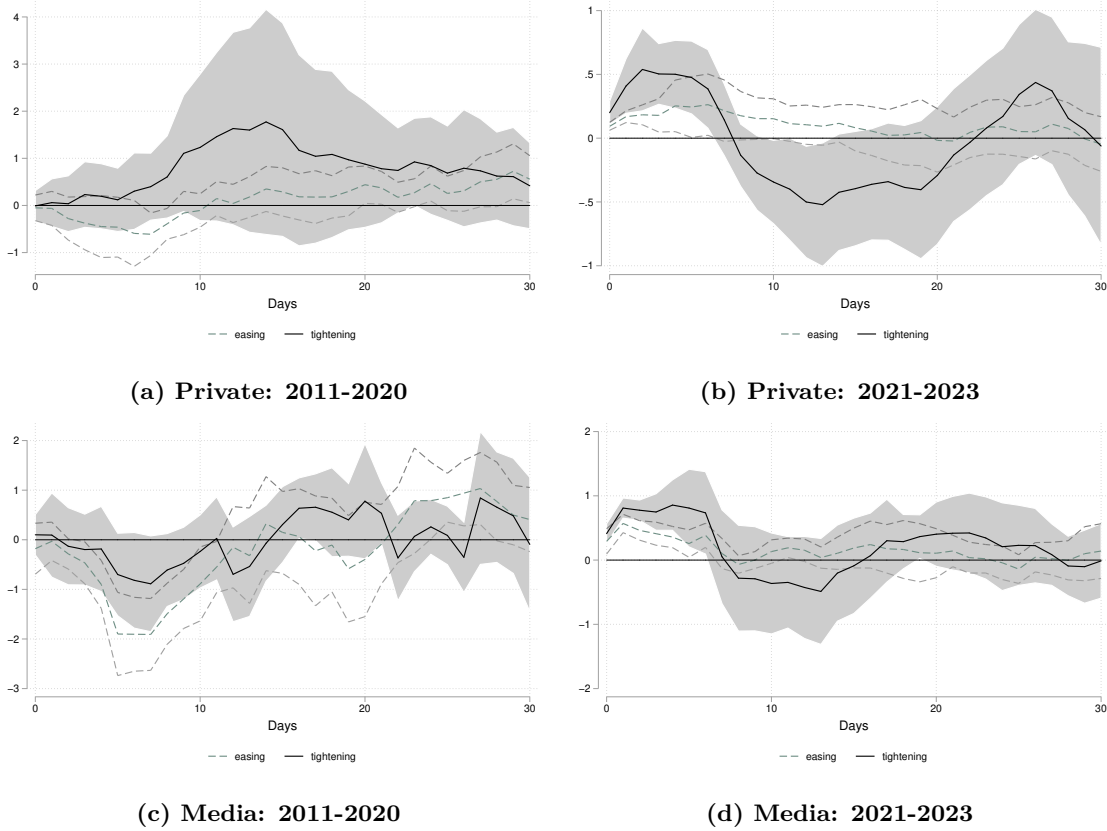 4
3
2
1
0
−1
0 10 20 30
Days
easing tightening
(a) Private: 2011-2020
1
.5
0
−.5
−1
0 10 20 30
Days
easing tightening
(b) Private: 2021-2023
2
1
0
−1
−2
−3
0 10 20 30
Days
easing tightening
(c) Media: 2011-2020
2
1
0
−1
−2
0 10 20 30
Days
easing tightening
(d) Media: 2021-2023